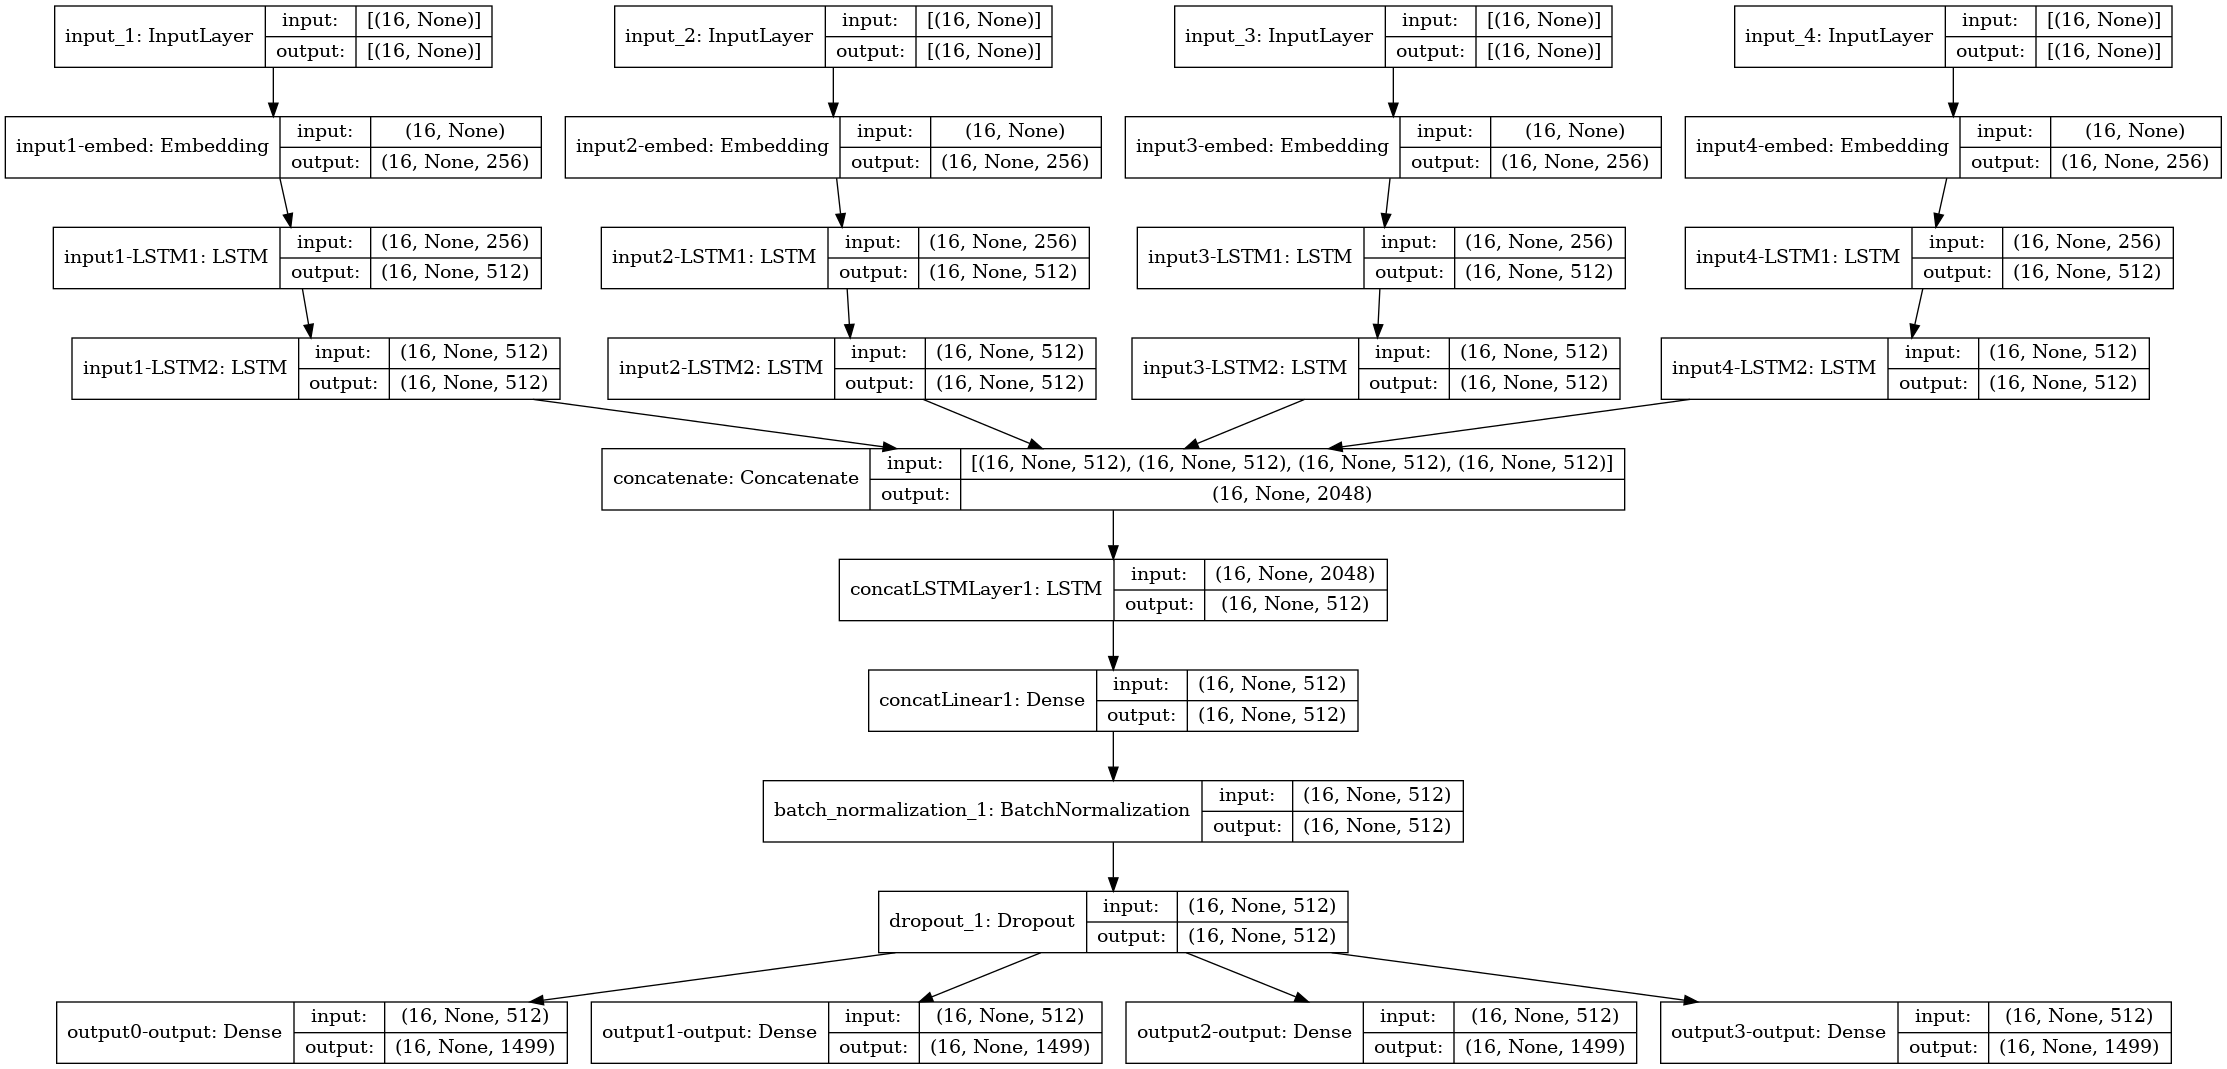 input_1: InputLayer input: [(16, None)]
output: [(16, None)]
input_2: InputLayer input: [(16, None)]
output: [(16, None)]
input_3: InputLayer input: [(16, None)]
output: [(16, None)]
input_4: InputLayer input: [(16, None)]
output: [(16, None)]
input1-embed: Embedding input: (16, None)
output: (16, None, 256)
input2-embed: Embedding input: (16, None)
output: (16, None, 256)
input3-embed: Embedding input: (16, None)
output: (16, None, 256)
input4-embed: Embedding input: (16, None)
output: (16, None, 256)
input1-LSTM1: LSTM input: (16, None, 256)
output: (16, None, 512)
input2-LSTM1: LSTM input: (16, None, 256)
output: (16, None, 512)
input3-LSTM1: LSTM input: (16, None, 256)
output: (16, None, 512)
input4-LSTM1: LSTM input: (16, None, 256)
output: (16, None, 512)
input1-LSTM2: LSTM input: (16, None, 512)
output: (16, None, 512)
input2-LSTM2: LSTM input: (16, None, 512)
output: (16, None, 512)
input3-LSTM2: LSTM input: (16, None, 512)
output: (16, None, 512)
input4-LSTM2: LSTM input: (16, None, 512)
output: (16, None, 512)
concatenate: Concatenate input: [(16, None, 512), (16, None, 512), (16, None, 512), (16, None, 512)]
output: (16, None, 2048)
concatLSTMLayer1: LSTM input: (16, None, 2048)
output: (16, None, 512)
concatLinear1: Dense input: (16, None, 512)
output: (16, None, 512)
batch_normalization_1: BatchNormalization input: (16, None, 512)
output: (16, None, 512)
dropout_1: Dropout input: (16, None, 512)
output: (16, None, 512)
output0-output: Dense input: (16, None, 512)
output: (16, None, 1499)
output1-output: Dense input: (16, None, 512)
output: (16, None, 1499)
output2-output: Dense input: (16, None, 512)
output: (16, None, 1499)
output3-output: Dense input: (16, None, 512)
output: (16, None, 1499)